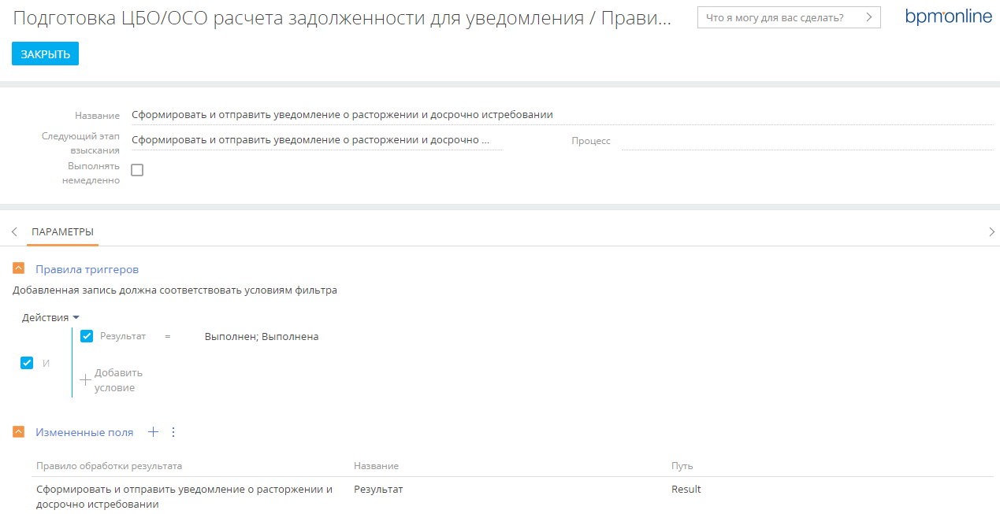 Подготовка ЦБО/ОСО расчета задолженности для уведомления / Прави...
Что я могу для вас сделать?
bpmonline
ЗАКРЫТЬ
Название
Сформировать и отправить уведомление о расторжении и досрочно истребовании
Следующий этап
взыскания
Сформировать и отправить уведомление о расторжении и досрочно ...
Процесс
Выполнять
немедленно
ПАРАМЕТРЫ
Правила триггеров
Добавленная запись должна соответствовать условиям фильтра
Действия
Результат = Выполнен; Выполнена
И
Добавить
условие
Измененные поля
Правило обработки результата Название Путь
Сформировать и отправить уведомление о расторжении и Результат Result
досрочно истребовании